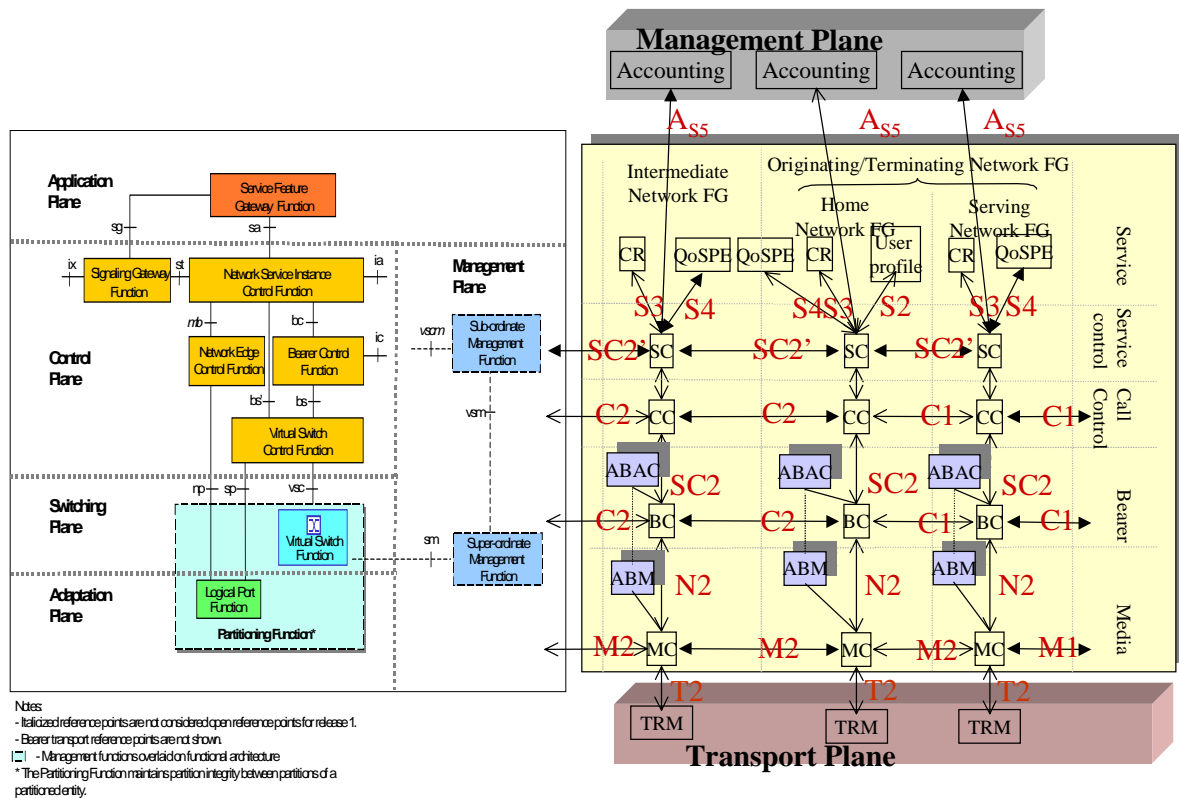 Application
Plane
Service Feature
Gateway Function
sg
sa
ix
Signaling Gateway
Function
st
Network Service Instance
Control Function
ia
Management
Plane
mb
bc
vscm
Sub-ordinate
Management
Function
Control
Plane
Network Edge
Control Function
Bearer Control
Function
ic
bs'
bs
vsm
Virtual Switch
Control Function
np
sp
vsc
Switching
Plane
Virtual Switch
Function
sm
Super-ordinate
Management
Function
Adaptation
Plane
Logical Port
Function
Partitioning Function*
Notes:
- Italicized reference points are not considered open reference points for release 1.
- Bearer transport reference points are not shown.
- Management functions overlaid on functional architecture
* The Partitioning Function maintains partition integrity between partitions of a
partitioned entity.
Management Plane
Accounting
Accounting
Accounting
AS5
AS5
AS5
Intermediate
Network FG
Originating/Terminating Network FG
Home
Network FG
Serving
Network FG
Service
CR
QoSPE
QoSPE
CR
User
profile
CR
QoSPE
S3
S4
S4
S3
S2
S3
S4
Service
control
SC2’
SC
SC2’
SC
SC2’
SC
Call
Control
C2
CC
C2
CC
C1
CC
C1
ABAC
ABAC
ABAC
SC2
SC2
SC2
Bearer
C2
BC
C2
BC
C1
BC
C1
ABM
ABM
ABM
N2
N2
N2
Media
M2
MC
M2
MC
M2
MC
M1
T2
T2
T2
TRM
TRM
TRM
Transport Plane